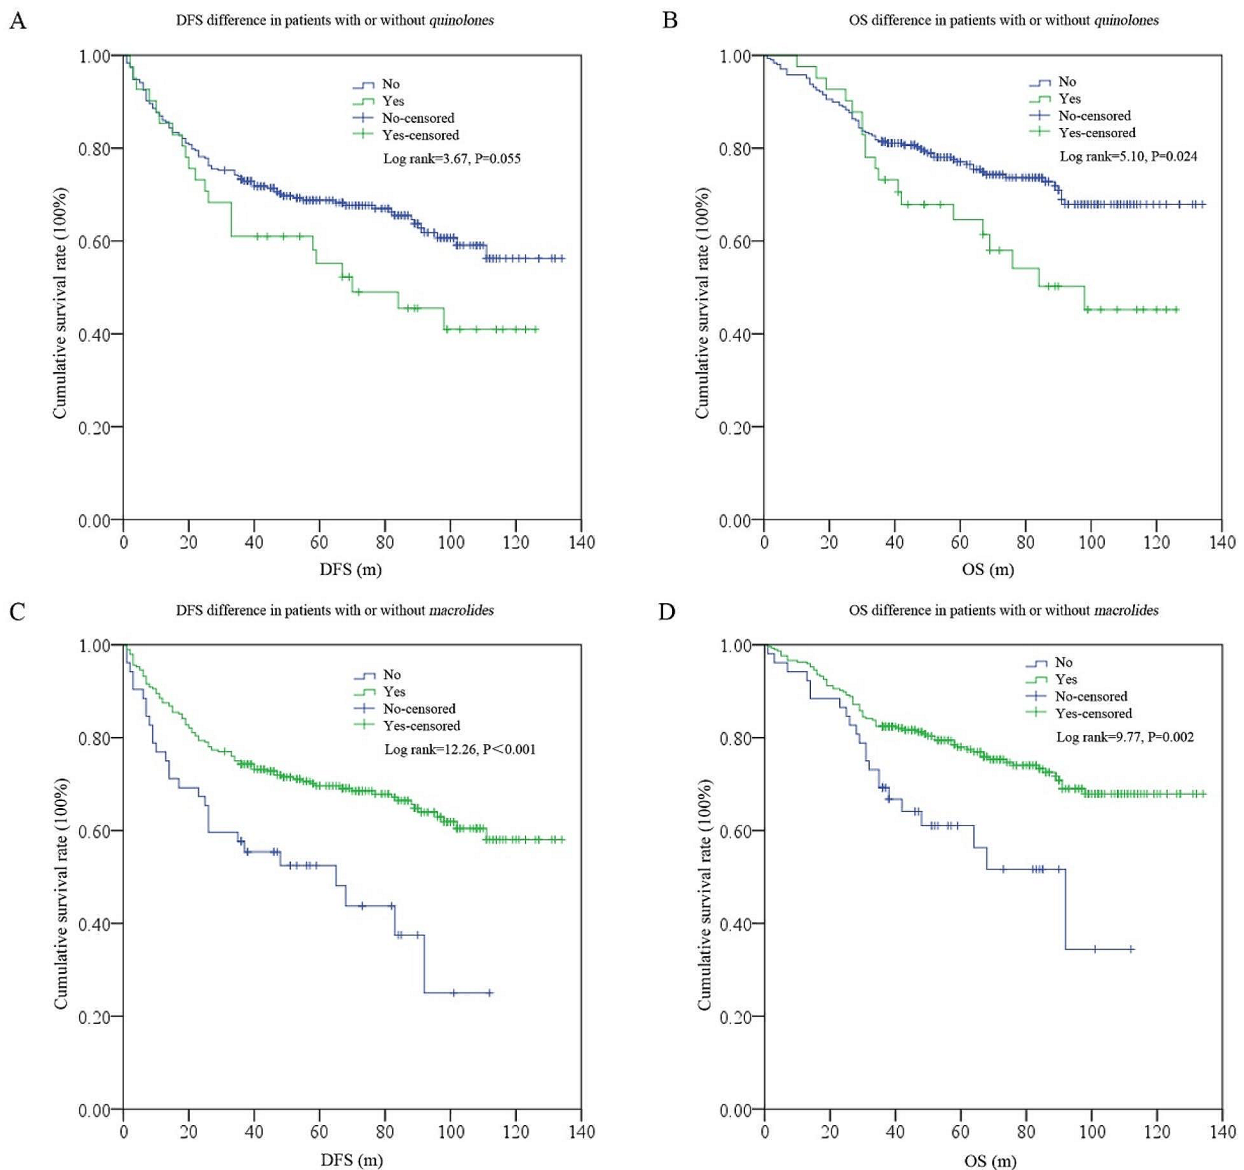 A
DFS difference in patients with or without quinolones
1.00
0.80
0.60
0.40
0.20
0.00
Cumulative survival rate (100%)
No
Yes
No-censored
Yes-censored
Log rank=3.67, P=0.055
0 20 40 60 80 100 120 140
DFS (m)
B
OS difference in patients with or without quinolones
1.00
0.80
0.60
0.40
0.20
0.00
Cumulative survival rate (100%)
No
Yes
No-censored
Yes-censored
Log rank=5.10, P=0.024
0 20 40 60 80 100 120 140
OS (m)
C
DFS difference in patients with or without macrolides
1.00
0.80
0.60
0.40
0.20
0.00
Cumulative survival rate (100%)
No
Yes
No-censored
Yes-censored
Log rank=12.26, P<0.001
0 20 40 60 80 100 120 140
DFS (m)
D
OS difference in patients with or without macrolides
1.00
0.80
0.60
0.40
0.20
0.00
Cumulative survival rate (100%)
No
Yes
No-censored
Yes-censored
Log rank=9.77, P=0.002
0 20 40 60 80 100 120 140
OS (m)